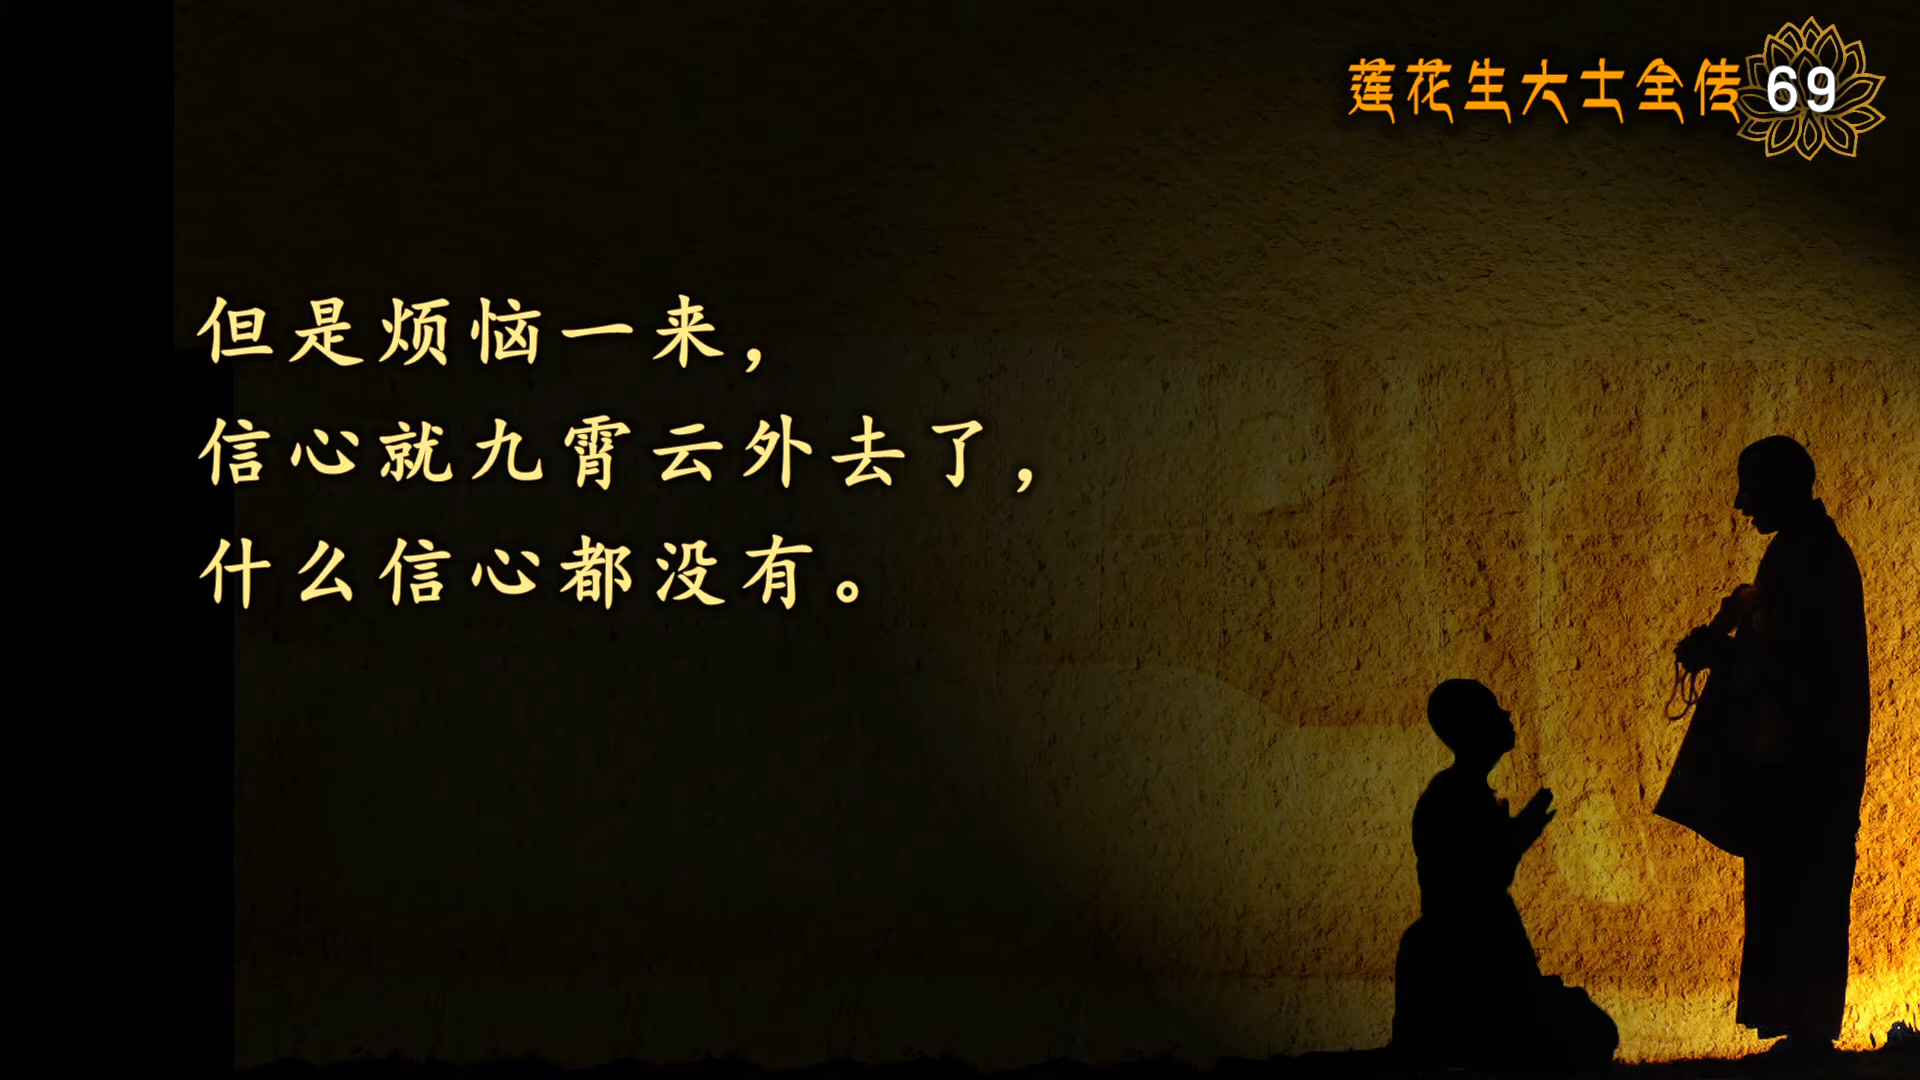 莲花生大士全传 69
但是烦恼一来，
信心就九霄云外去了，
什么信心都没有。